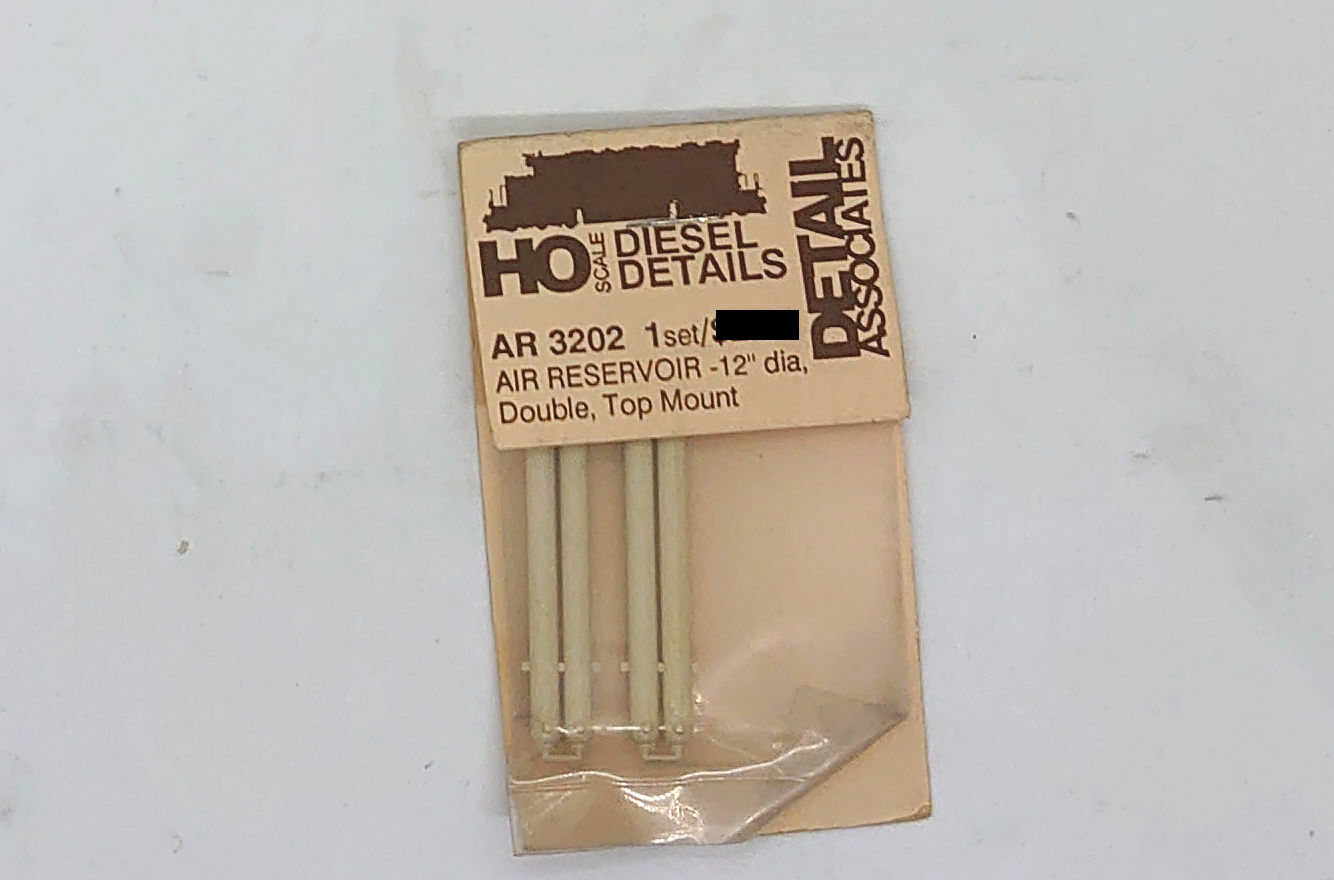 HO SCALE DIESEL
DETAILS
DETAIL
ASSOCIATES
AR 3202 1set/$
AIR RESERVOIR -12" dia,
Double, Top Mount